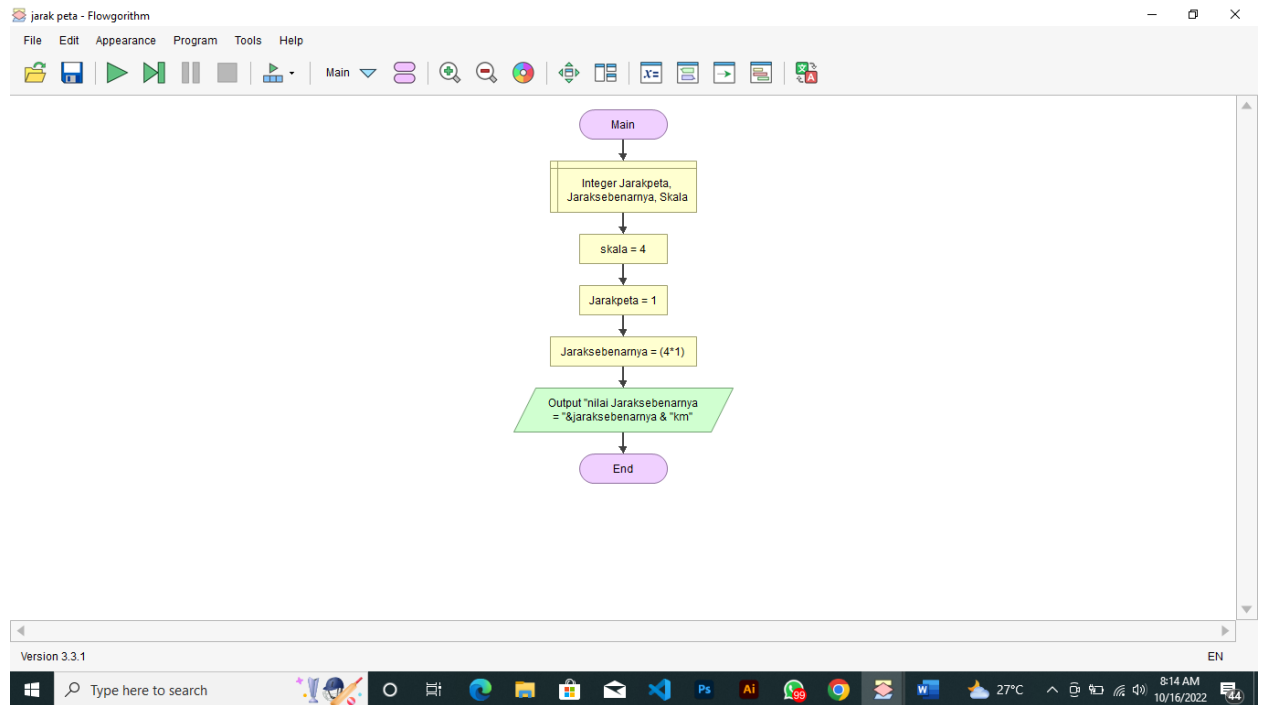 jarak peta - Flowgorithm
File Edit Appearance Program Tools Help
Main
x=
Main
Integer Jarakpeta,
Jaraksebenarnya, Skala
skala = 4
Jarakpeta = 1
Jaraksebenarnya = (4*1)
Output "nilai Jaraksebenarnya
= "&jaraksebenarnya & "km"
End
Version 3.3.1 EN
Type here to search Ps Ai 99 W 27°C 8:14 AM
10/16/2022 44